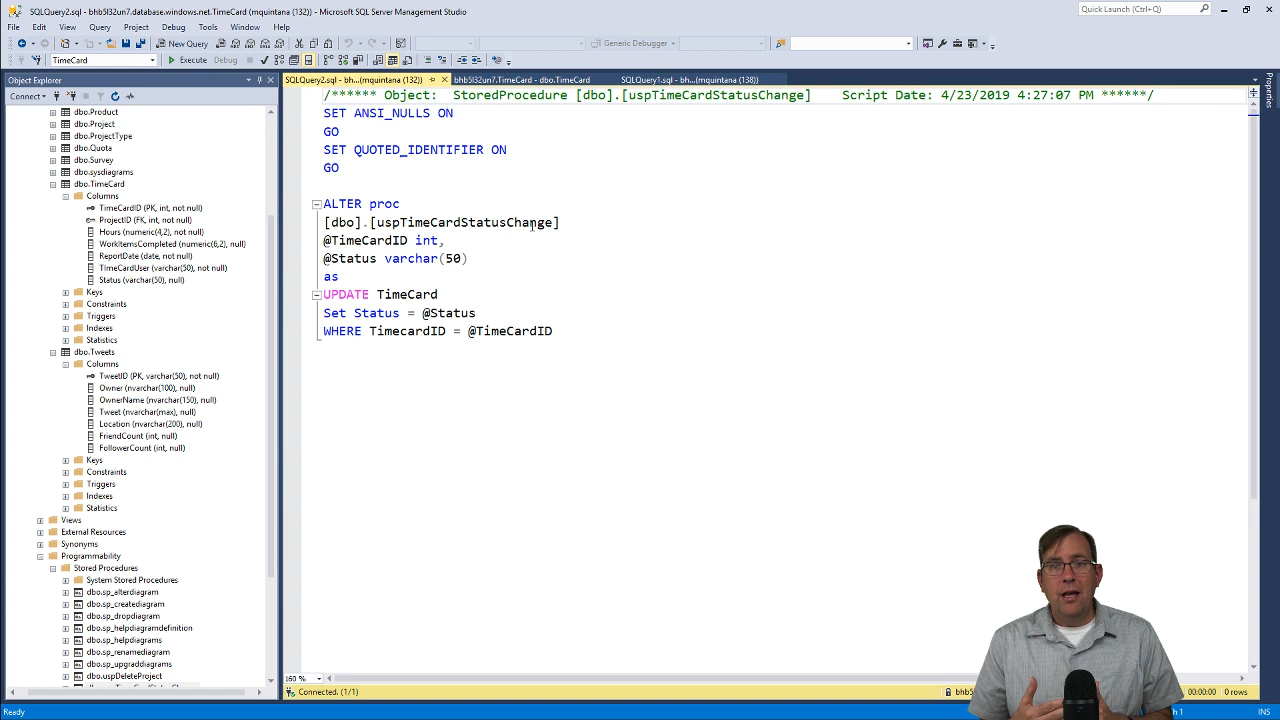 SQLQuery2.sql - bhb5l32un7.database.windows.net.TimeCard (mquintana (132)) - Microsoft SQL Server Management Studio
Quick Launch (Ctrl+Q)
File Edit View Query Project Debug Tools Window Help
New Query
Generic Debugger
TimeCard
Execute Debug
Object Explorer
SQLQuery2.sql - bh...(mquintana (132))
bhb5l32un7.TimeCard - dbo.TimeCard
SQLQuery1.sql - bh...(mquintana (138))
Properties
Connect
dbo.Product
dbo.Project
dbo.ProjectType
dbo.Quota
dbo.Survey
dbo.sysdiagrams
dbo.TimeCard
Columns
TimeCardID (PK, int, not null)
ProjectID (FK, int, not null)
Hours (numeric(4,2), not null)
WorkItemsCompleted (numeric(6,2), not null)
ReportDate (date, not null)
TImeCardUser (varchar(50), not null)
Status (varchar(50), null)
Keys
Constraints
Triggers
Indexes
Statistics
dbo.Tweets
Columns
TweetID (PK, varchar(50), not null)
Owner (nvarchar(100), null)
OwnerName (nvarchar(150), null)
Tweet (nvarchar(max), null)
Location (nvarchar(200), null)
FriendCount (int, null)
FollowerCount (int, null)
Keys
Constraints
Triggers
Indexes
Statistics
Views
External Resources
Synonyms
Programmability
Stored Procedures
System Stored Procedures
dbo.sp_alterdiagram
dbo.sp_creatediagram
dbo.sp_dropdiagram
dbo.sp_helpdiagramdefinition
dbo.sp_helpdiagrams
dbo.sp_renamediagram
dbo.sp_upgraddiagrams
dbo.uspDeleteProject
/****** Object: StoredProcedure [dbo].[uspTimeCardStatusChange] Script Date: 4/23/2019 4:27:07 PM ******/
SET ANSI_NULLS ON
GO
SET QUOTED_IDENTIFIER ON
GO
ALTER proc
[dbo].[uspTimeCardStatusChange]
@TimeCardID int,
@Status varchar(50)
as
UPDATE TimeCard
Set Status = @Status
WHERE TimecardID = @TimeCardID
160 %
Connected. (1/1)
bhb5
00:00:00
0 rows
Ready
INS